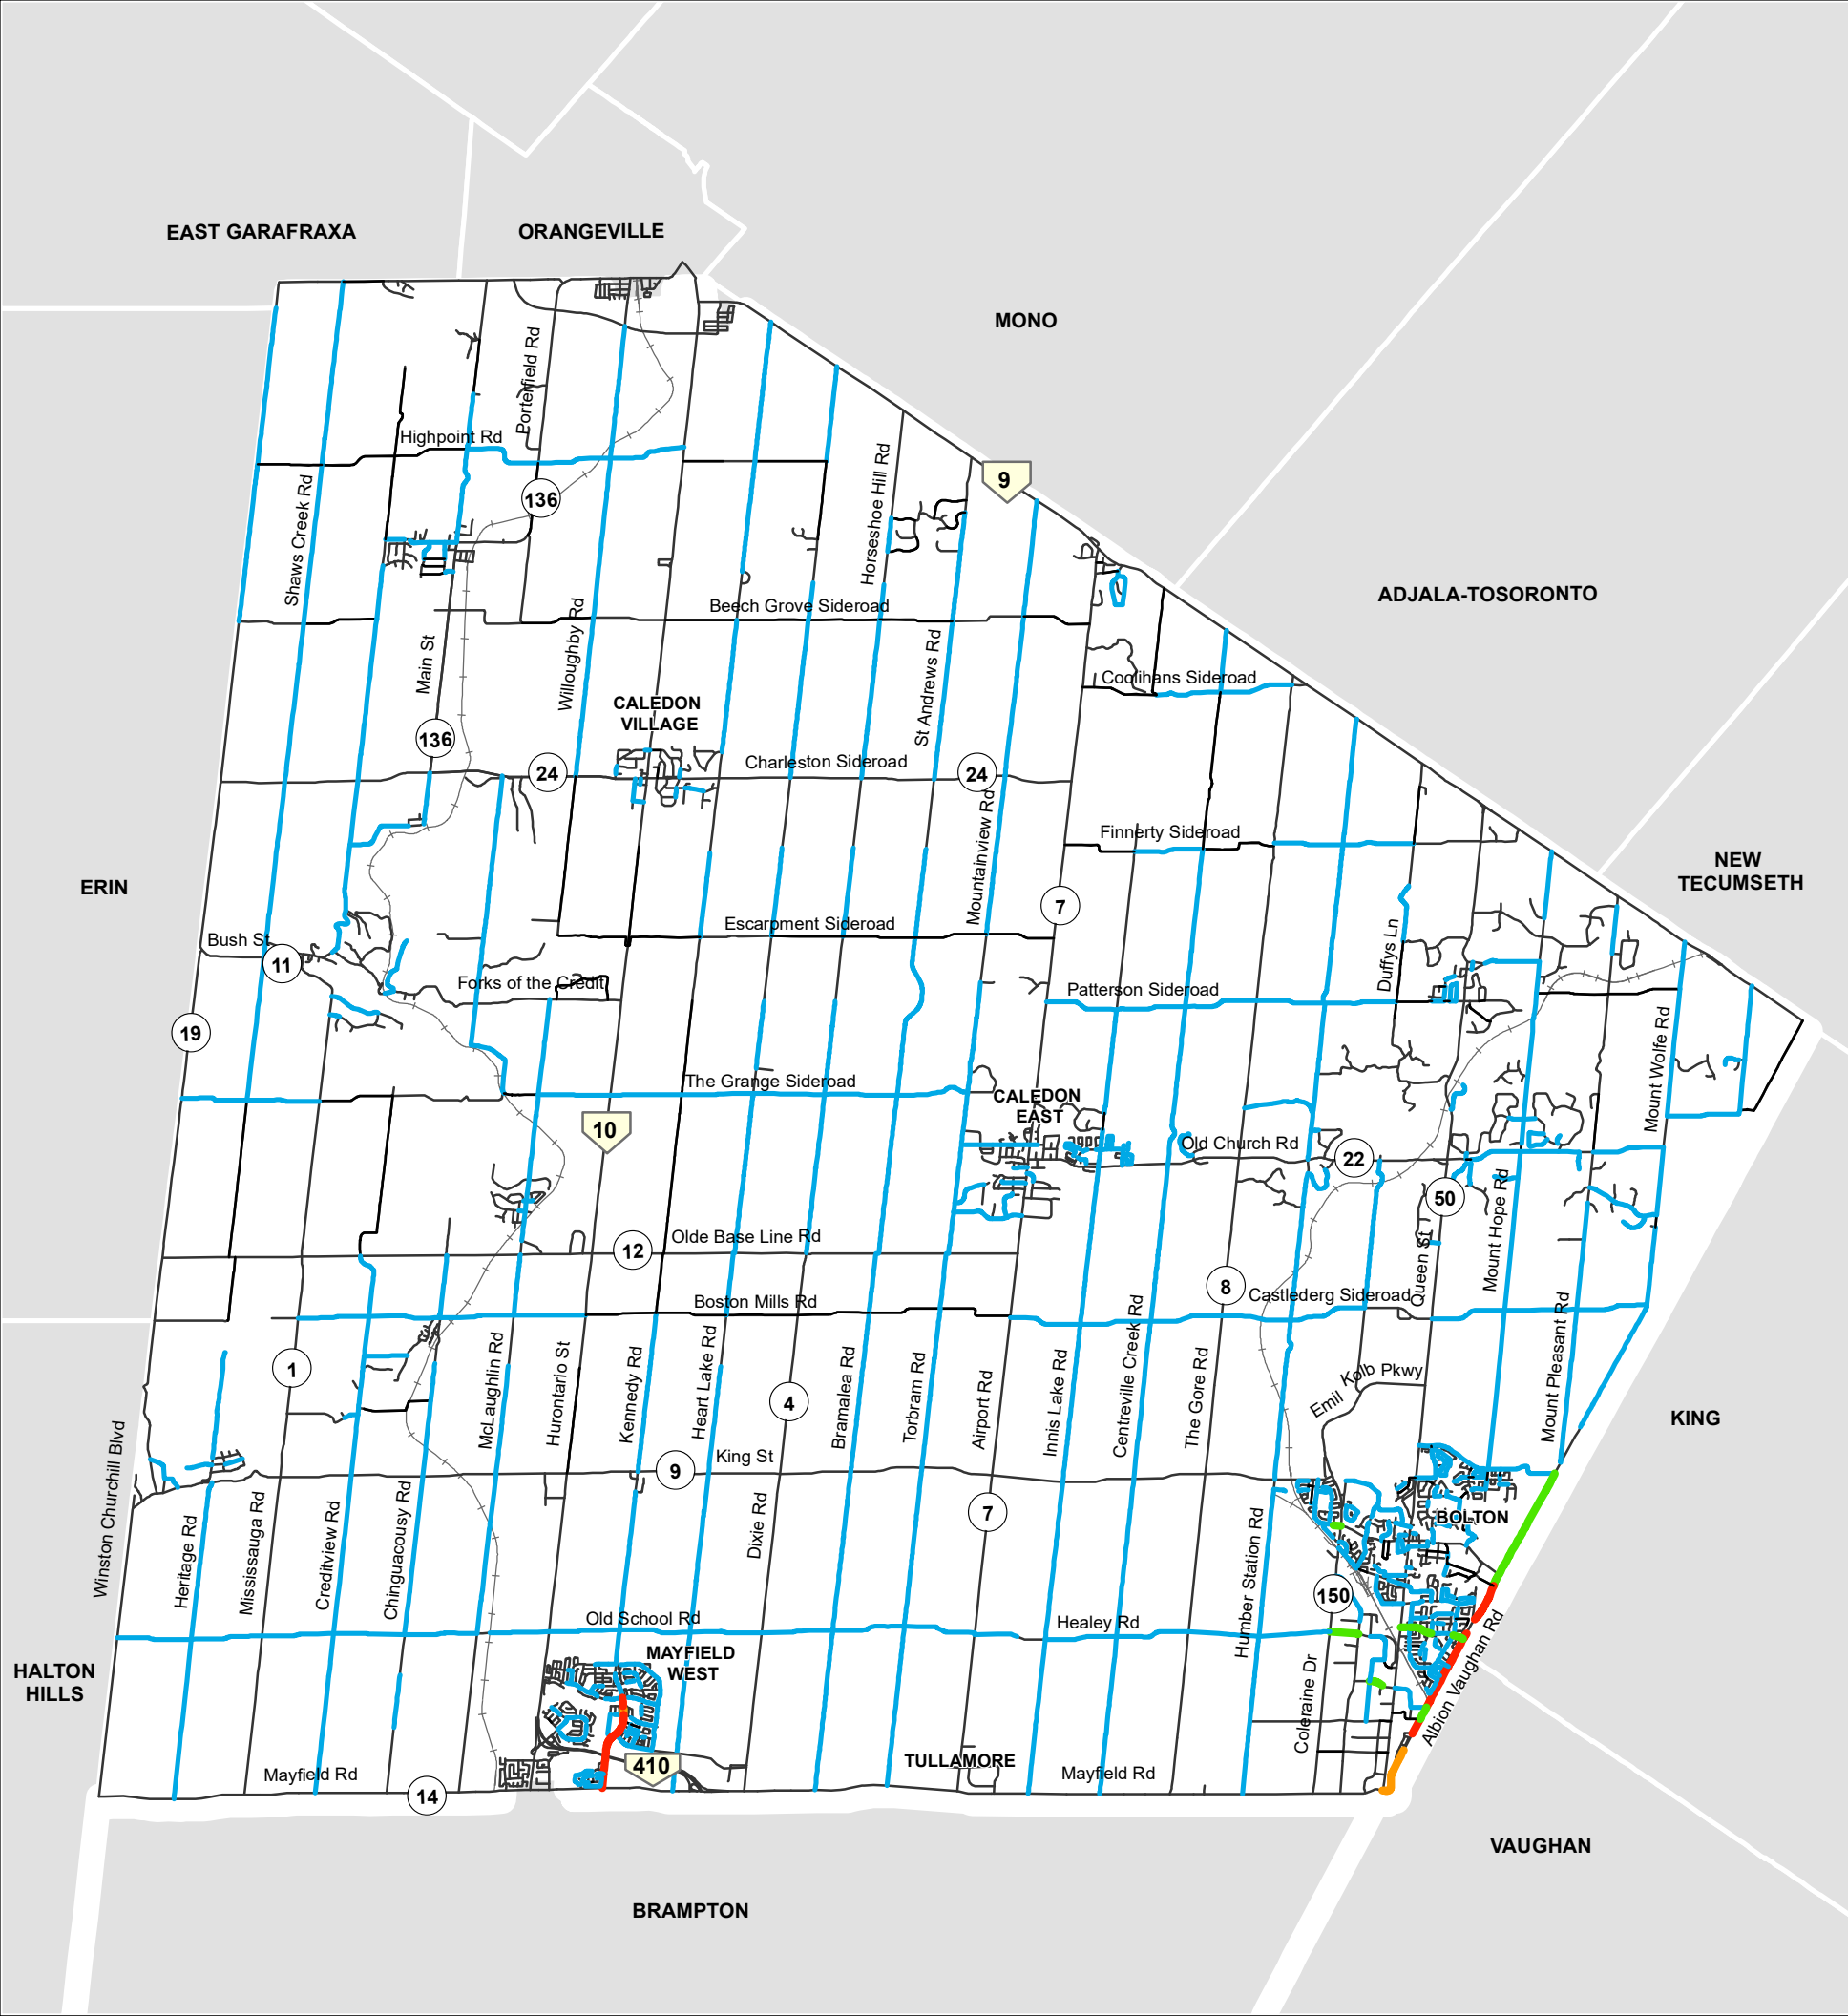 EAST GARAFRAXA
ORANGEVILLE
MONO
Porterfield Rd
Highpoint Rd
9
136
Shaws Creek Rd
Horseshoe Hill Rd
ADJALA-TOSORONTO
Beech Grove Sideroad
Main St
Willoughby Rd
St Andrews Rd
Coolihans Sideroad
CALEDON
VILLAGE
136
24
Charleston Sideroad
24
Mountainview Rd
Finnerty Sideroad
ERIN
NEW
TECUMSETH
7
Escarpment Sideroad
Bush St
11
Duffys Ln
Forks of the Credit
Patterson Sideroad
19
Mount Wolfe Rd
The Grange Sideroad
CALEDON
EAST
10
Old Church Rd
22
50
Olde Base Line Rd
12
Mount Hope Rd
Queen St
8
Castlederg Sideroad
Boston Mills Rd
1
McLaughlin Rd
Hurontario St
Kennedy Rd
Heart Lake Rd
4
Bramalea Rd
Torbram Rd
Airport Rd
Innis Lake Rd
Centreville Creek Rd
The Gore Rd
Emil Kolb Pkwy
Mount Pleasant Rd
KING
Winston Churchill Blvd
9
King St
Heritage Rd
Mississauga Rd
Creditview Rd
Chinguacousy Rd
Dixie Rd
7
Humber Station Rd
BOLTON
150
Old School Rd
Healey Rd
HALTON
HILLS
MAYFIELD
WEST
Coleraine Dr
Albion Vaughan Rd
410
TULLAMORE
Mayfield Rd
14
Mayfield Rd
VAUGHAN
BRAMPTON